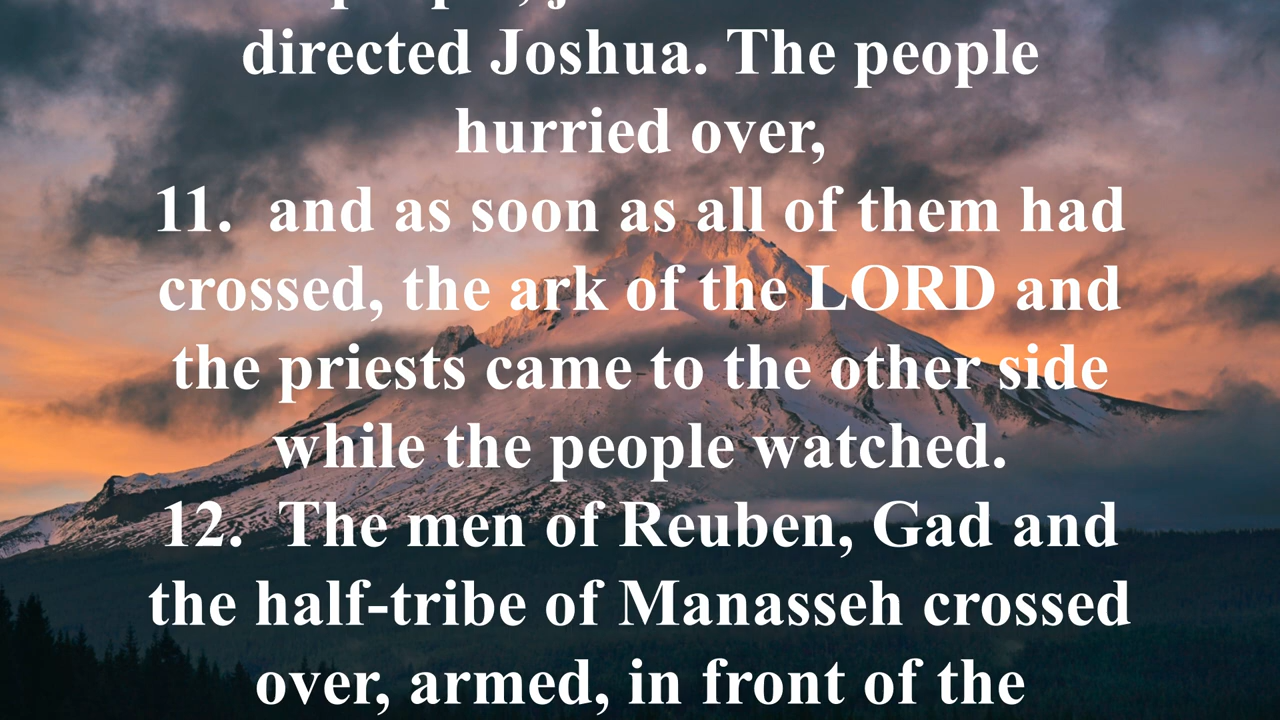 directed Joshua. The people
hurried over,
11. and as soon as all of them had
crossed, the ark of the LORD and
the priests came to the other side
while the people watched.
12. The men of Reuben, Gad and
the half-tribe of Manasseh crossed
over, armed, in front of the